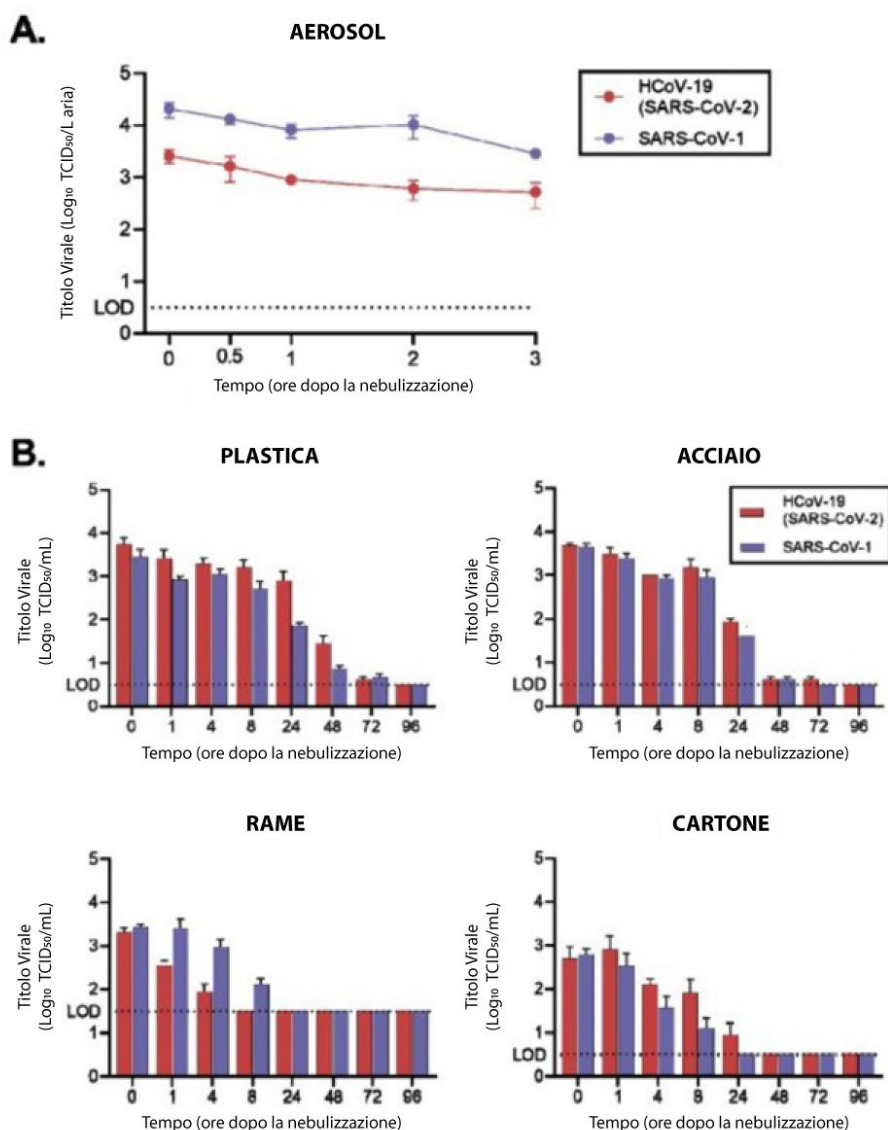 A.
AEROSOL
Titolo Virale (Log₁₀ TCID₅₀/L aria)
5
4
3
2
1
LOD
0
0
0.5
1
2
3
Tempo (ore dopo la nebulizzazione)
HCoV-19
(SARS-CoV-2)
SARS-CoV-1
B.
PLASTICA
Titolo Virale
(Log₁₀ TCID₅₀/mL)
5
4
3
2
1
LOD
0
0 1 4 8 24 48 72 96
Tempo (ore dopo la nebulizzazione)
ACCIAIO
HCoV-19
(SARS-CoV-2)
SARS-CoV-1
Titolo Virale
(Log₁₀ TCID₅₀/mL)
5
4
3
2
1
LOD
0
0 1 4 8 24 48 72 96
Tempo (ore dopo la nebulizzazione)
RAME
Titolo Virale
(Log₁₀ TCID₅₀/mL)
5
4
3
2
LOD
1
0
0 1 4 8 24 48 72 96
Tempo (ore dopo la nebulizzazione)
CARTONE
Titolo Virale
(Log₁₀ TCID₅₀/mL)
5
4
3
2
1
LOD
0
0 1 4 8 24 48 72 96
Tempo (ore dopo la nebulizzazione)